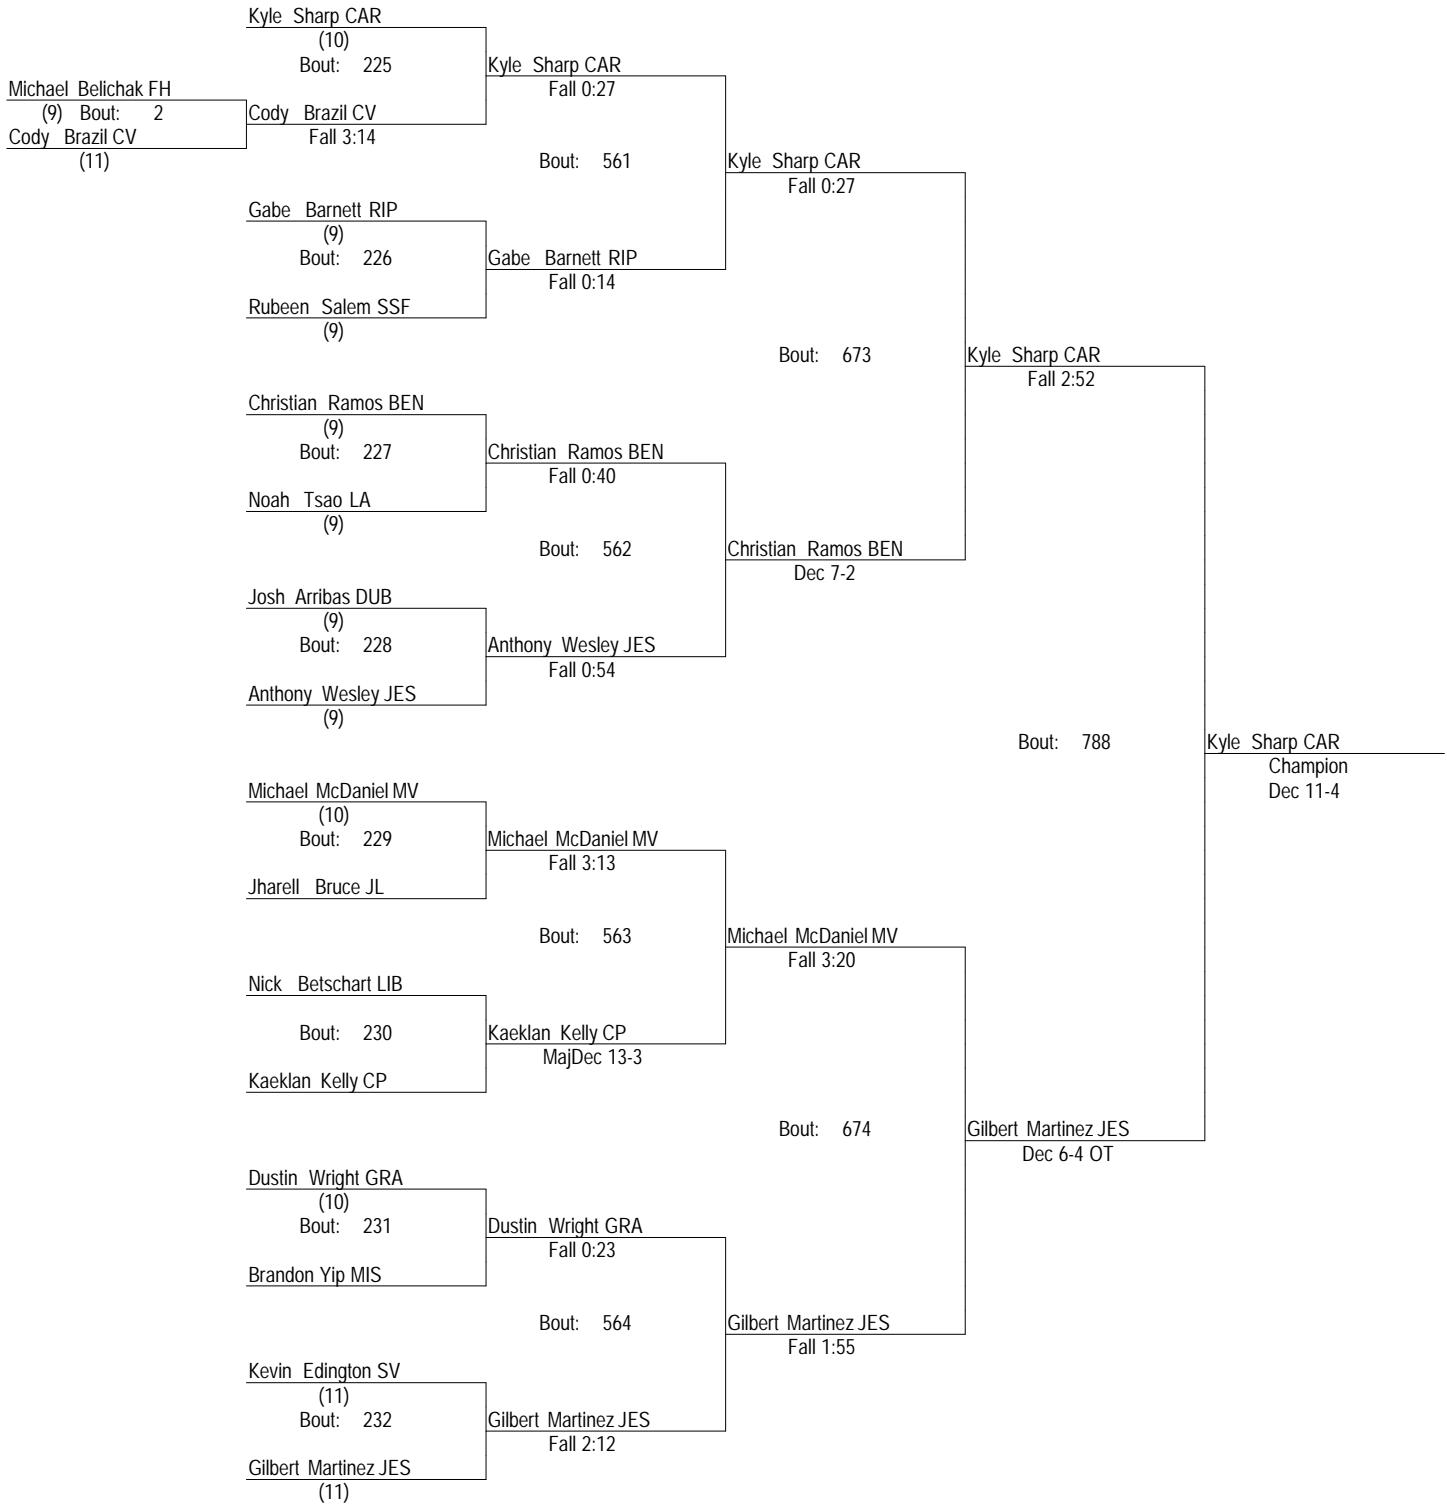 Kyle Sharp CAR
(10)
Bout: 225
Kyle Sharp CAR
Fall 0:27
Michael Belichak FH
(9) Bout: 2
Cody Brazil CV
(11)
Cody Brazil CV
Fall 3:14
Bout: 561
Kyle Sharp CAR
Fall 0:27
Gabe Barnett RIP
(9)
Bout: 226
Gabe Barnett RIP
Fall 0:14
Rubeen Salem SSF
(9)
Bout: 673
Kyle Sharp CAR
Fall 2:52
Christian Ramos BEN
(9)
Bout: 227
Christian Ramos BEN
Fall 0:40
Noah Tsao LA
(9)
Bout: 562
Christian Ramos BEN
Dec 7-2
Josh Arribas DUB
(9)
Bout: 228
Anthony Wesley JES
Fall 0:54
Anthony Wesley JES
(9)
Bout: 788
Kyle Sharp CAR
Champion
Dec 11-4
Michael McDaniel MV
(10)
Bout: 229
Michael McDaniel MV
Fall 3:13
Jharell Bruce JL
Bout: 563
Michael McDaniel MV
Fall 3:20
Nick Betschart LIB
Bout: 230
Kaeklan Kelly CP
MajDec 13-3
Kaeklan Kelly CP
Bout: 674
Gilbert Martinez JES
Dec 6-4 OT
Dustin Wright GRA
(10)
Bout: 231
Dustin Wright GRA
Fall 0:23
Brandon Yip MIS
Bout: 564
Gilbert Martinez JES
Fall 1:55
Kevin Edington SV
(11)
Bout: 232
Gilbert Martinez JES
Fall 2:12
Gilbert Martinez JES
(11)